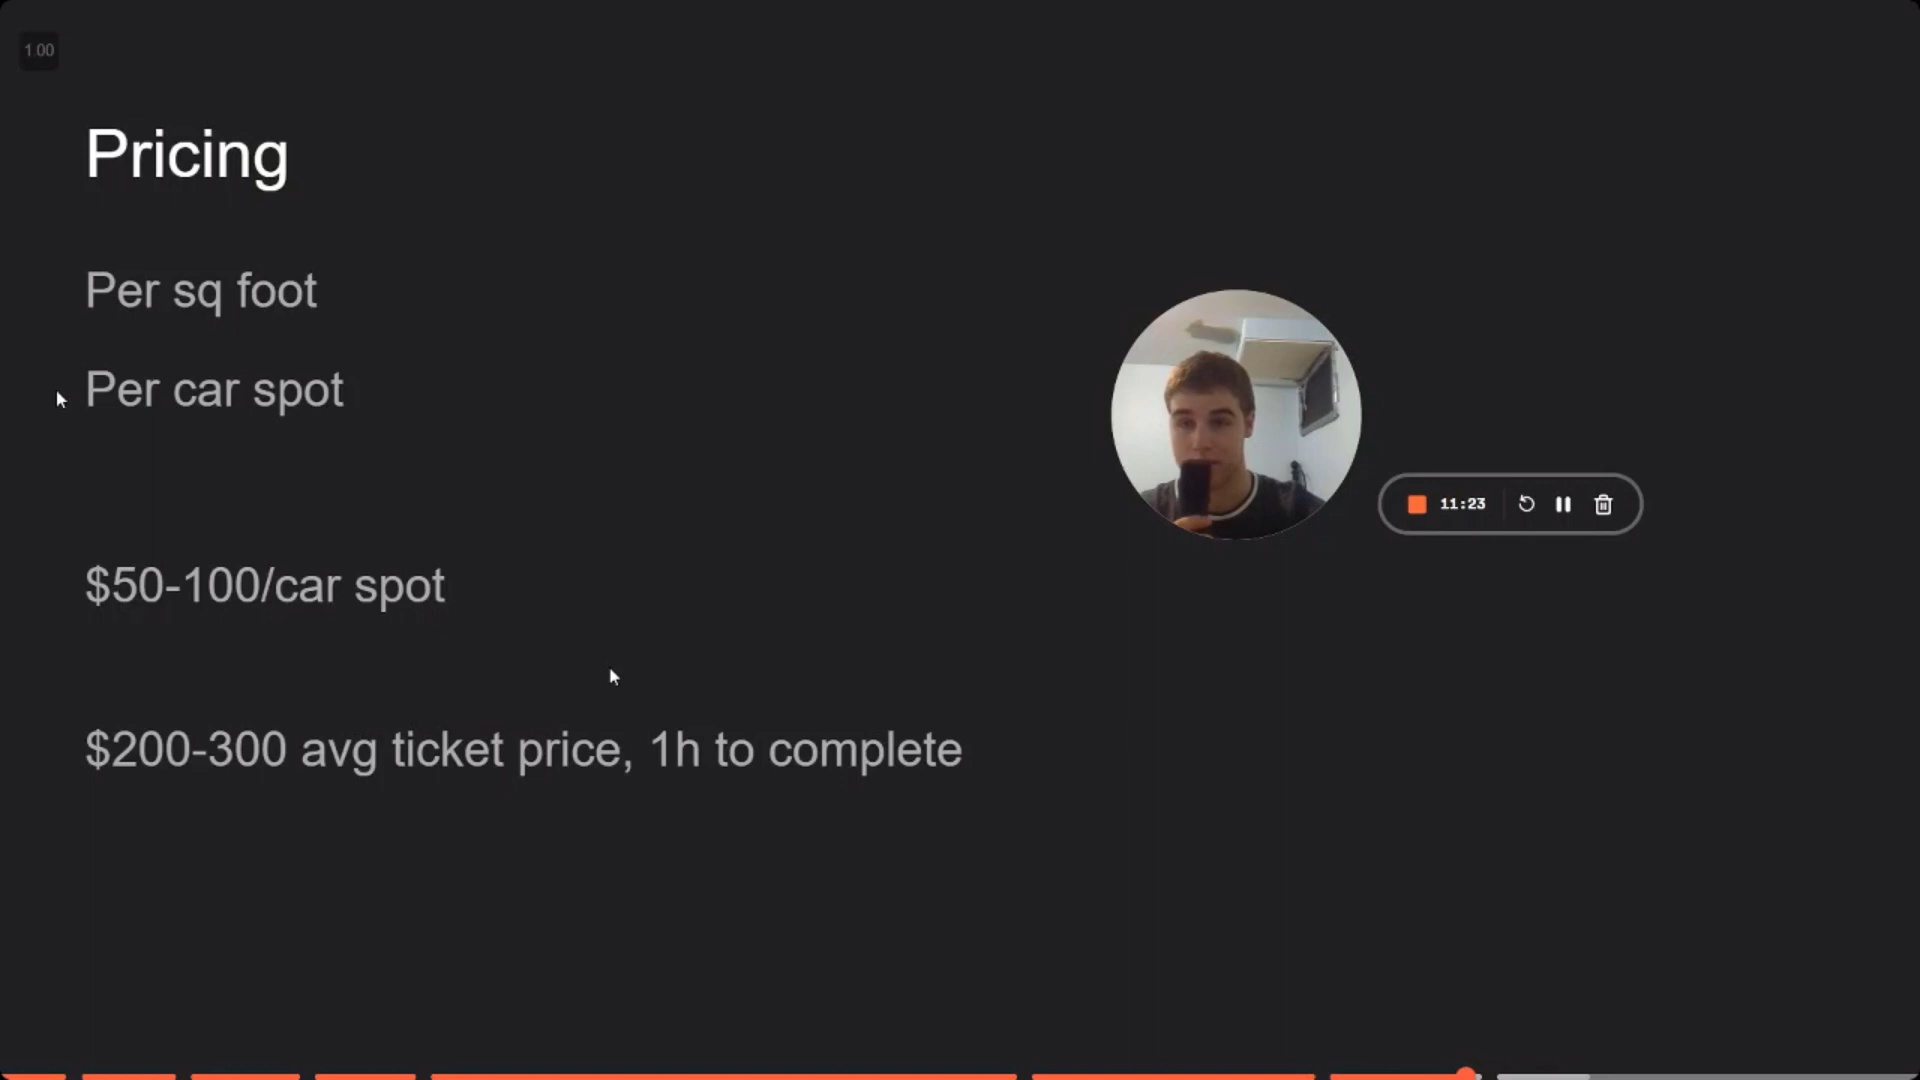 1.00
Pricing
Per sq foot
Per car spot
11:23
$50-100/car spot
$200-300 avg ticket price, 1h to complete